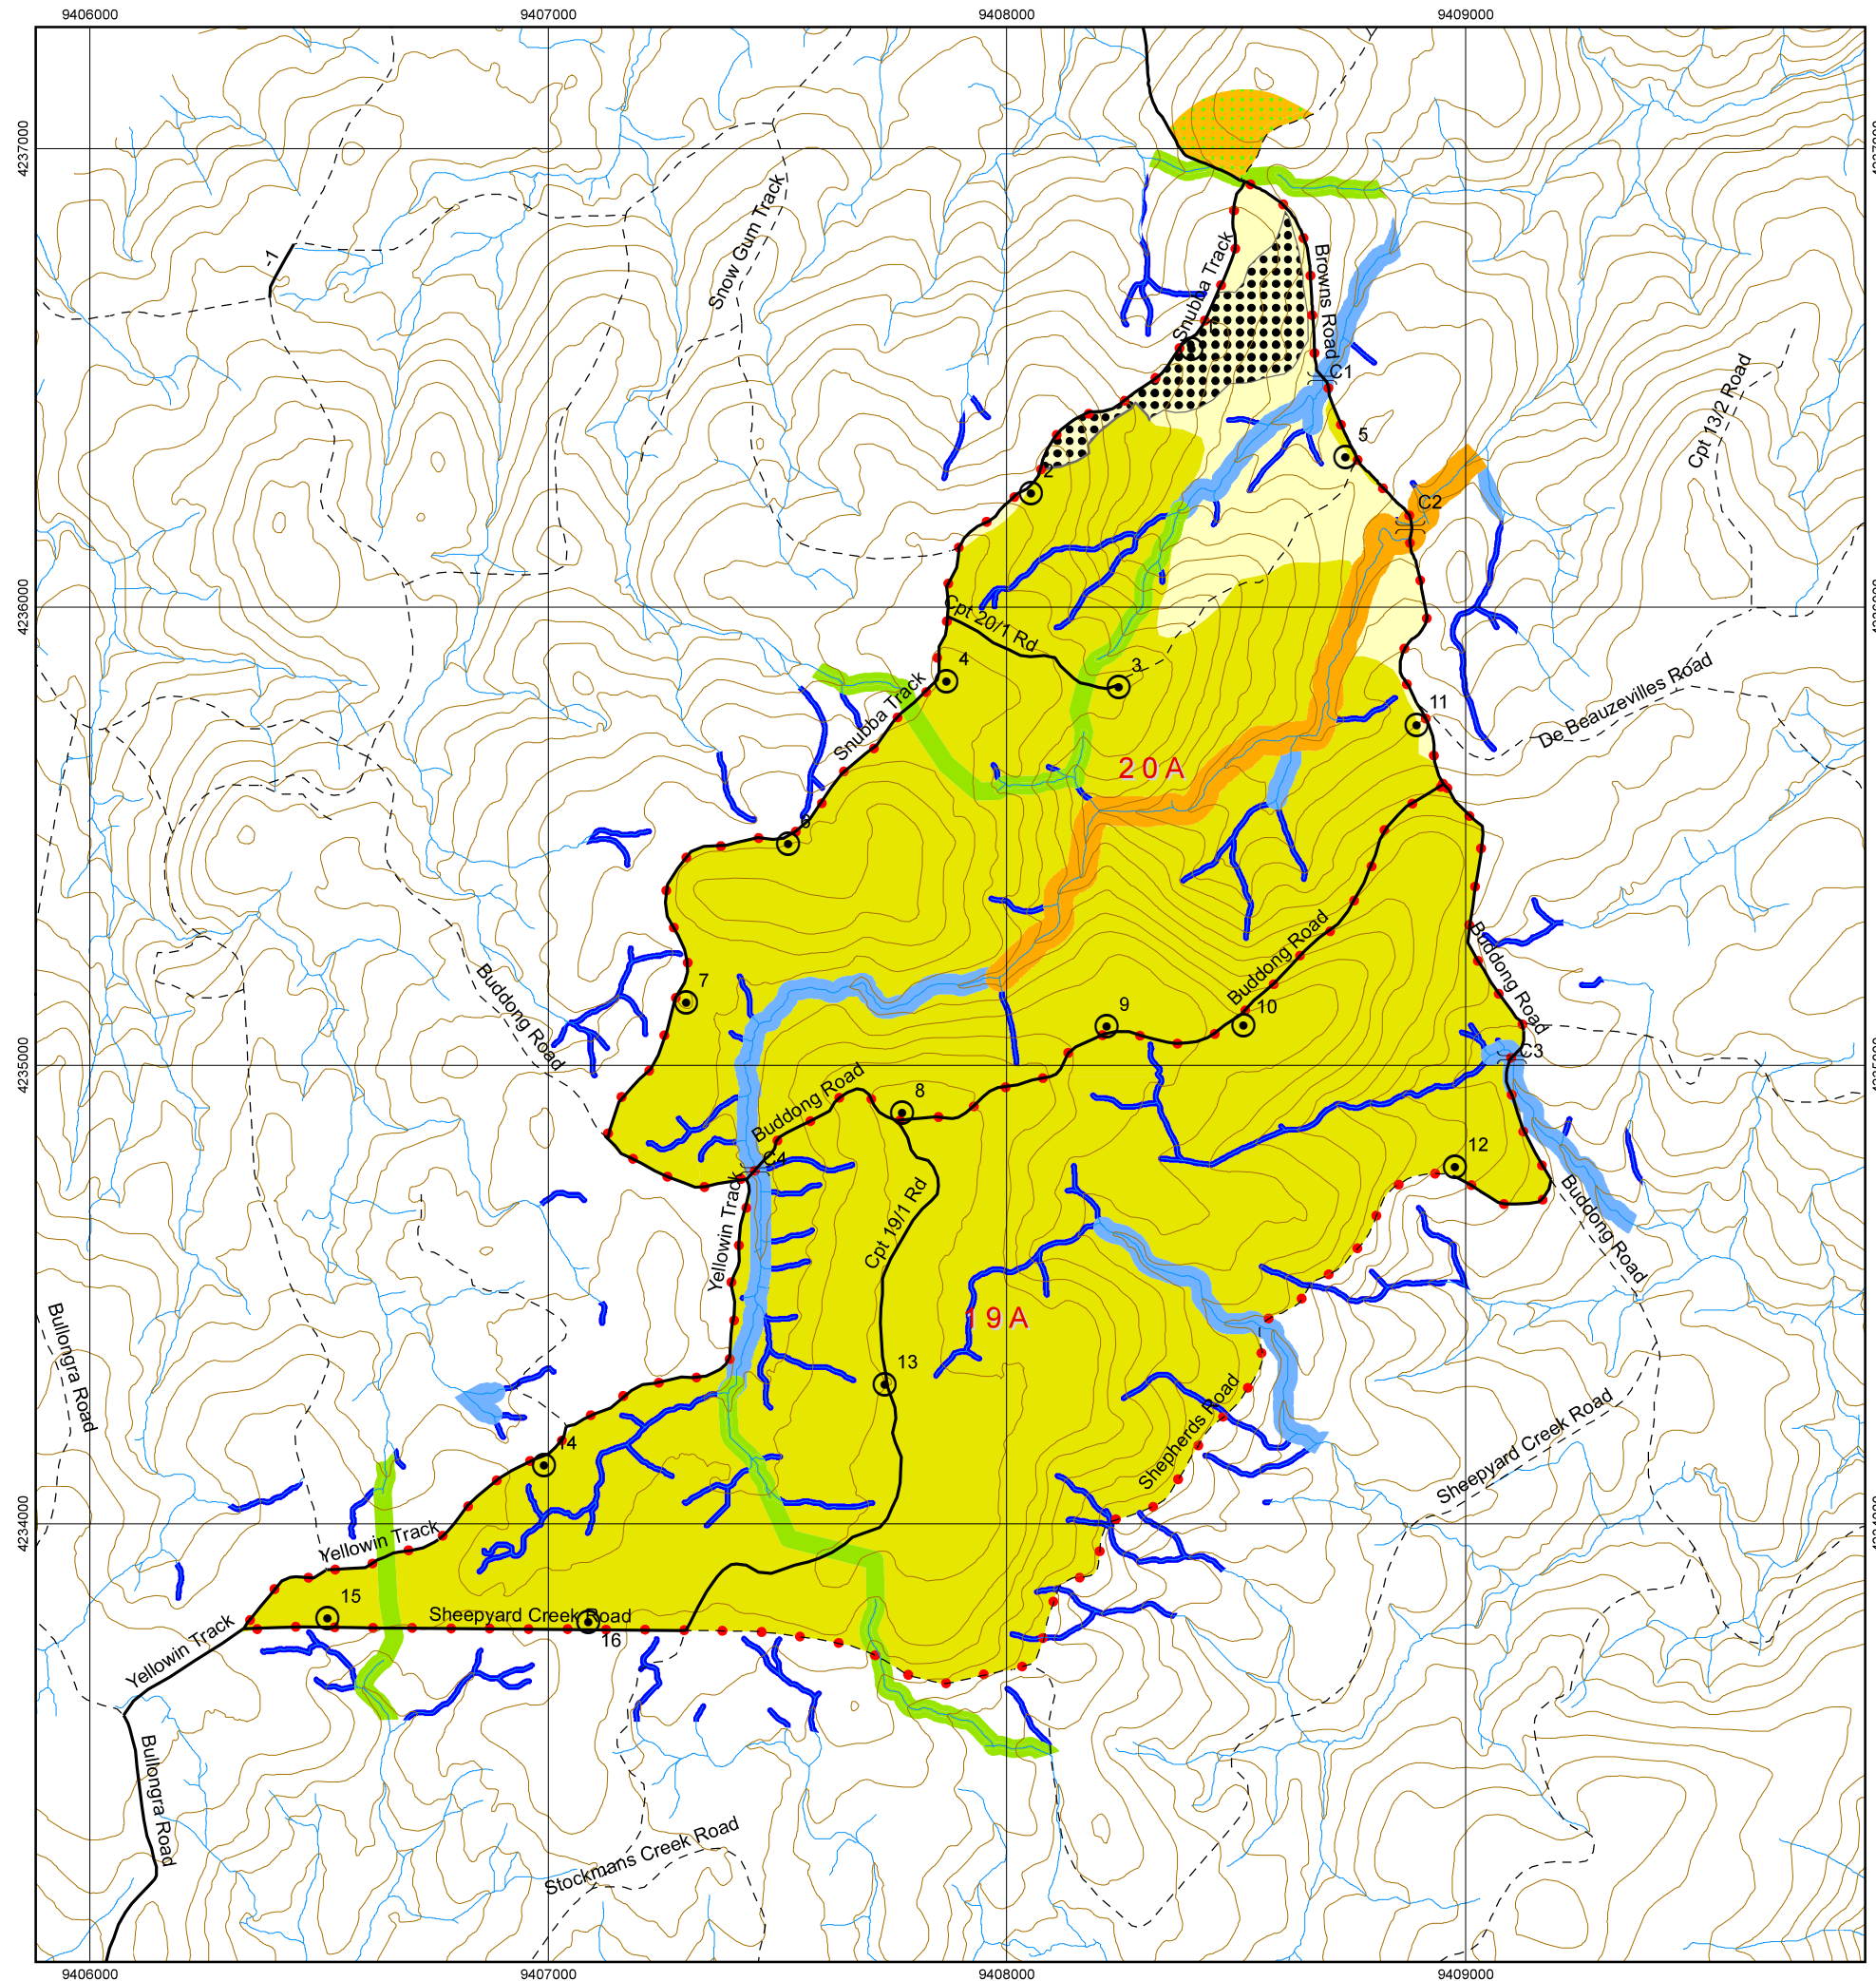 9406000
9407000
9408000
9409000
4237000
-1
Snow Gum Track
Snubba Track
Browns Road
C1
Cpt 13/2 Road
5
2
C2
4236000
Cpt 20/1 Rd
4
3
Snubba Track
11
De Beauzevilles Road
20A
6
Buddong Road
Buddong Road
Buddong Road
7
9
10
4235000
C3
Buddong Road
8
C4
12
Yellowin Track
Cpt 19/1 Rd
Buddong Road
19A
Bullongra Road
13
Shepherds Road
Sheepyard Creek Road
14
4234000
Yellowin Track
15
Sheepyard Creek Road
16
Yellowin Track
Bullongra Road
Stockmans Creek Road
9406000
9407000
9408000
9409000